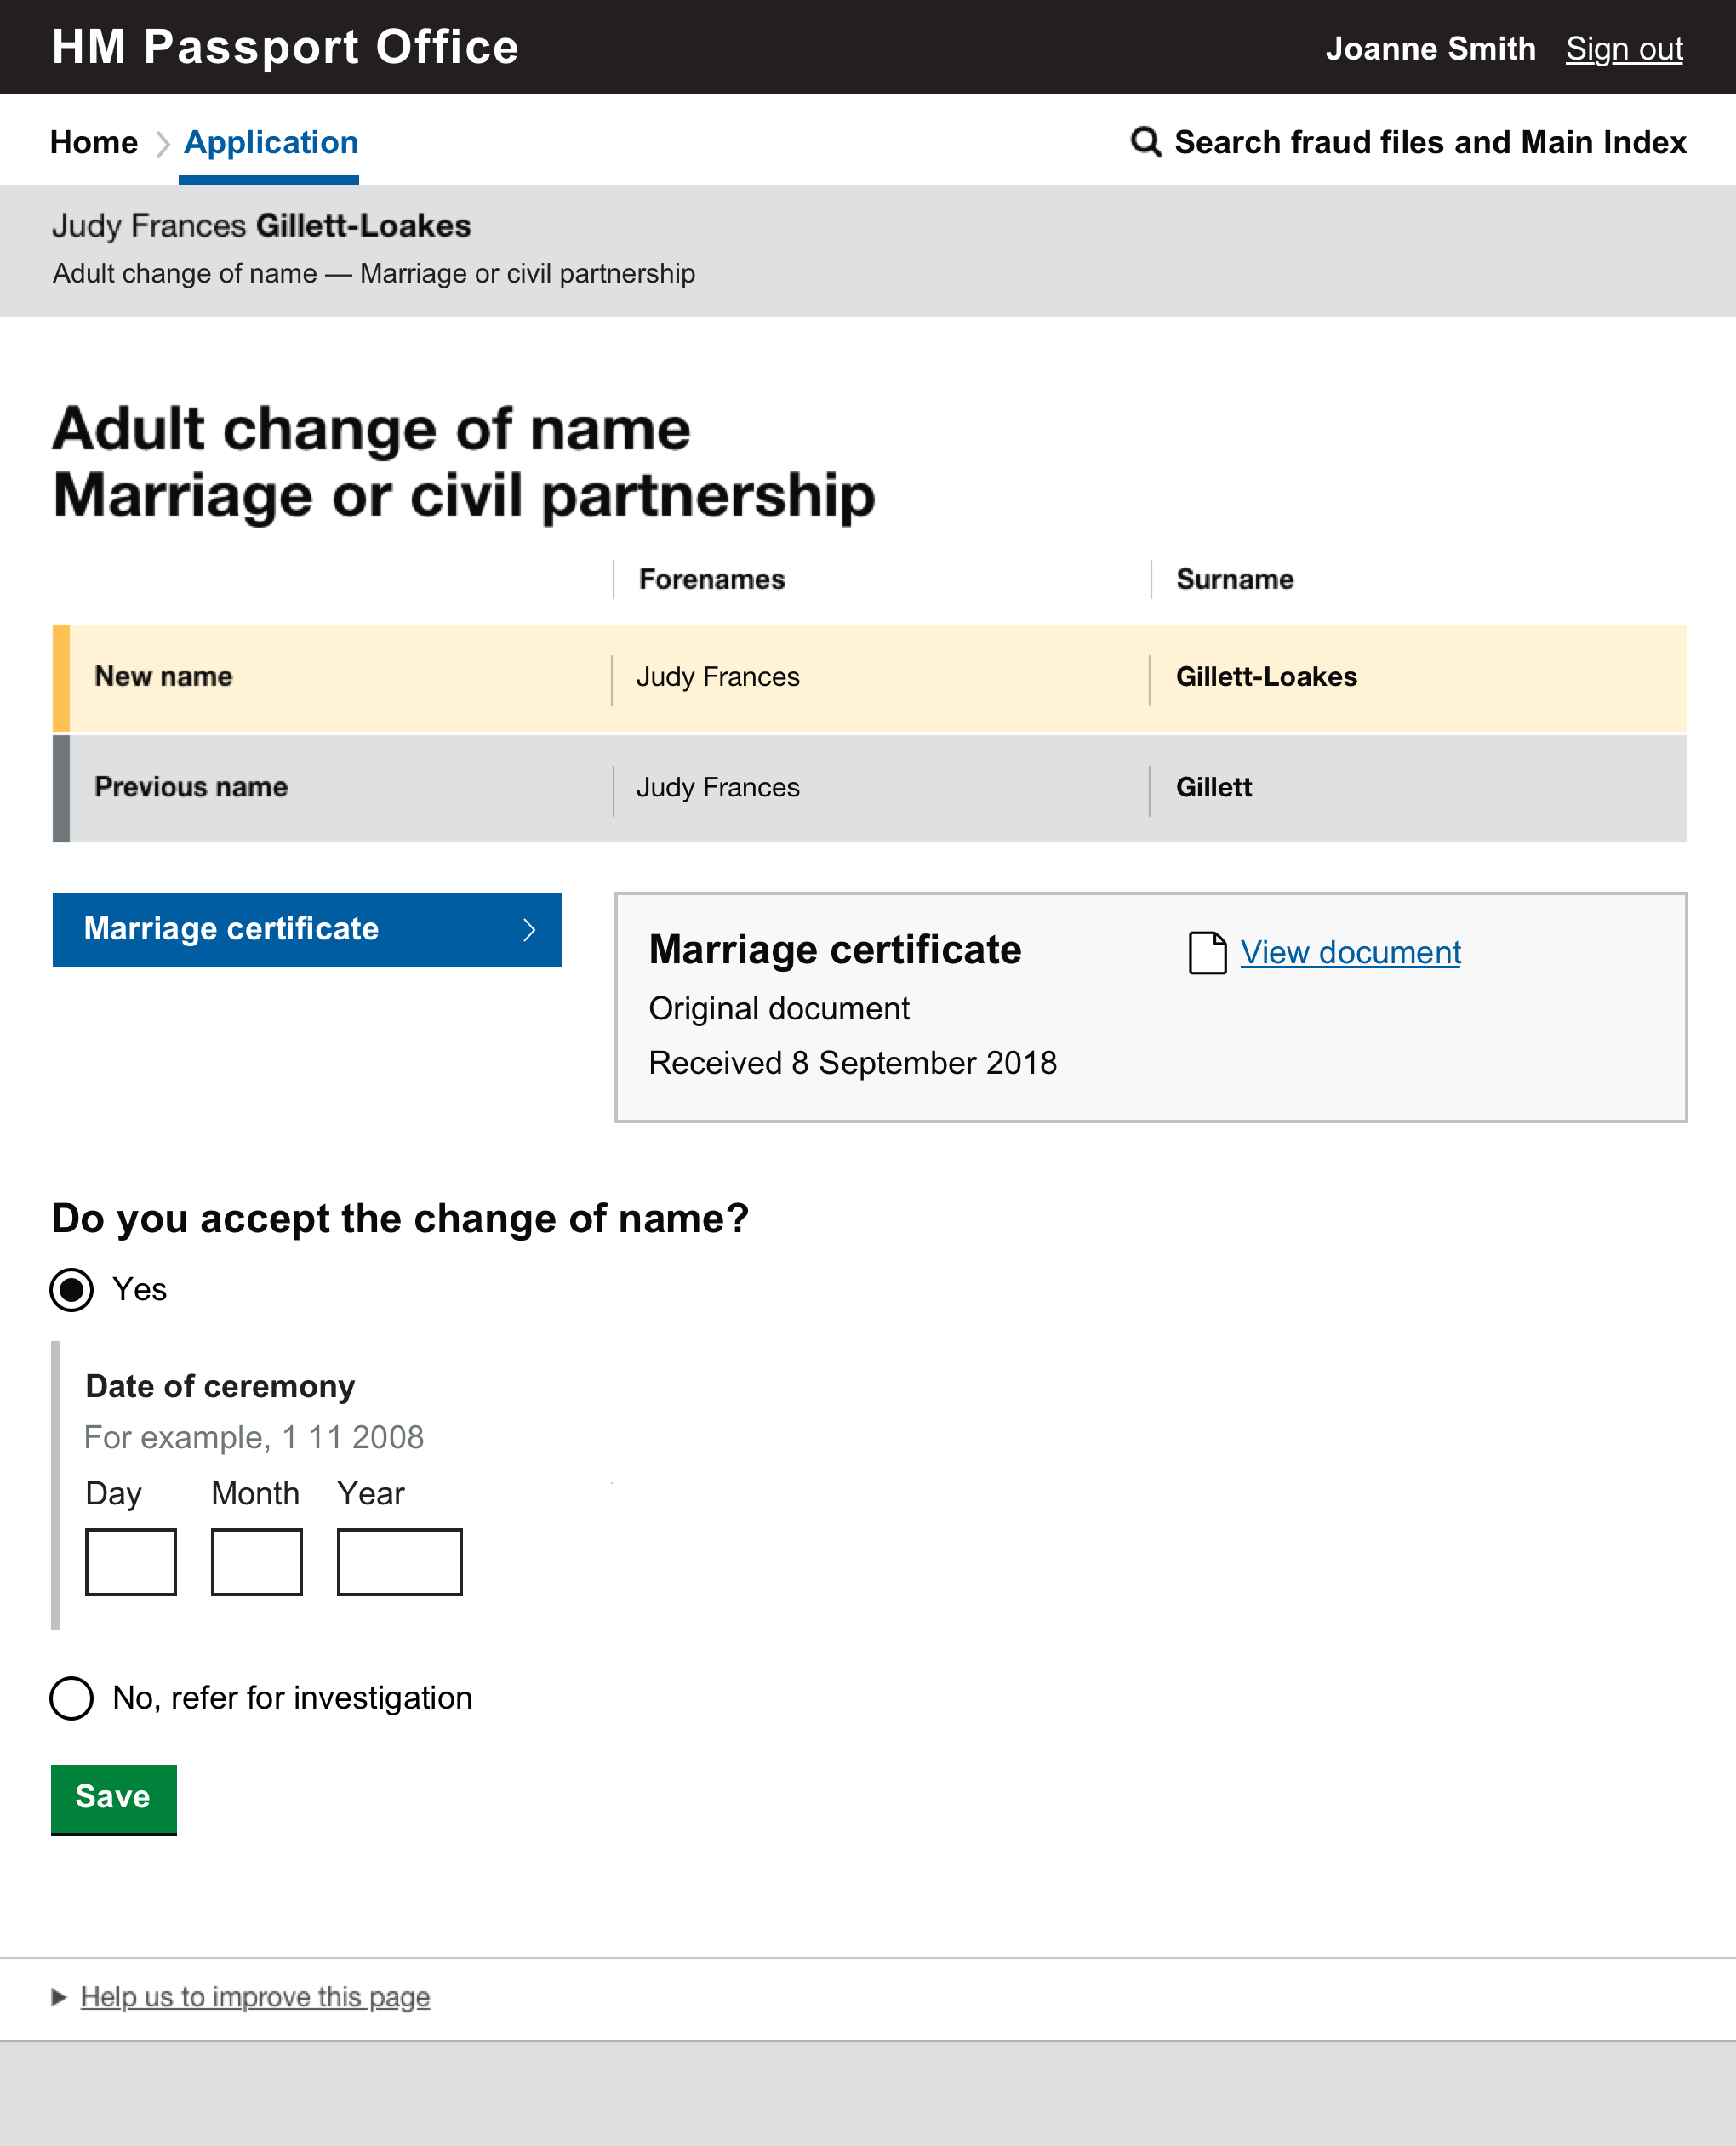 HM Passport Office
Joanne Smith Sign out
Home Application
Search fraud files and Main Index
Judy Frances Gillett-Loakes
Adult change of name — Marriage or civil partnership
Adult change of name
Marriage or civil partnership
Forenames Surname
New name Judy Frances Gillett-Loakes
Previous name Judy Frances Gillett
Marriage certificate
Marriage certificate View document
Original document
Received 8 September 2018
Do you accept the change of name?
Yes
Date of ceremony
For example, 1 11 2008
Day Month Year
No, refer for investigation
Save
Help us to improve this page